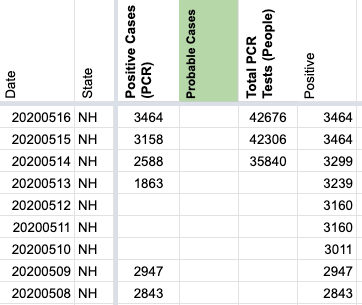 Date State Positive Cases (PCR) Probable Cases Total PCR Tests (People) Positive
20200516 NH 3464 42676 3464
20200515 NH 3158 42306 3464
20200514 NH 2588 35840 3299
20200513 NH 1863 3239
20200512 NH 3160
20200511 NH 3160
20200510 NH 3011
20200509 NH 2947 2947
20200508 NH 2843 2843